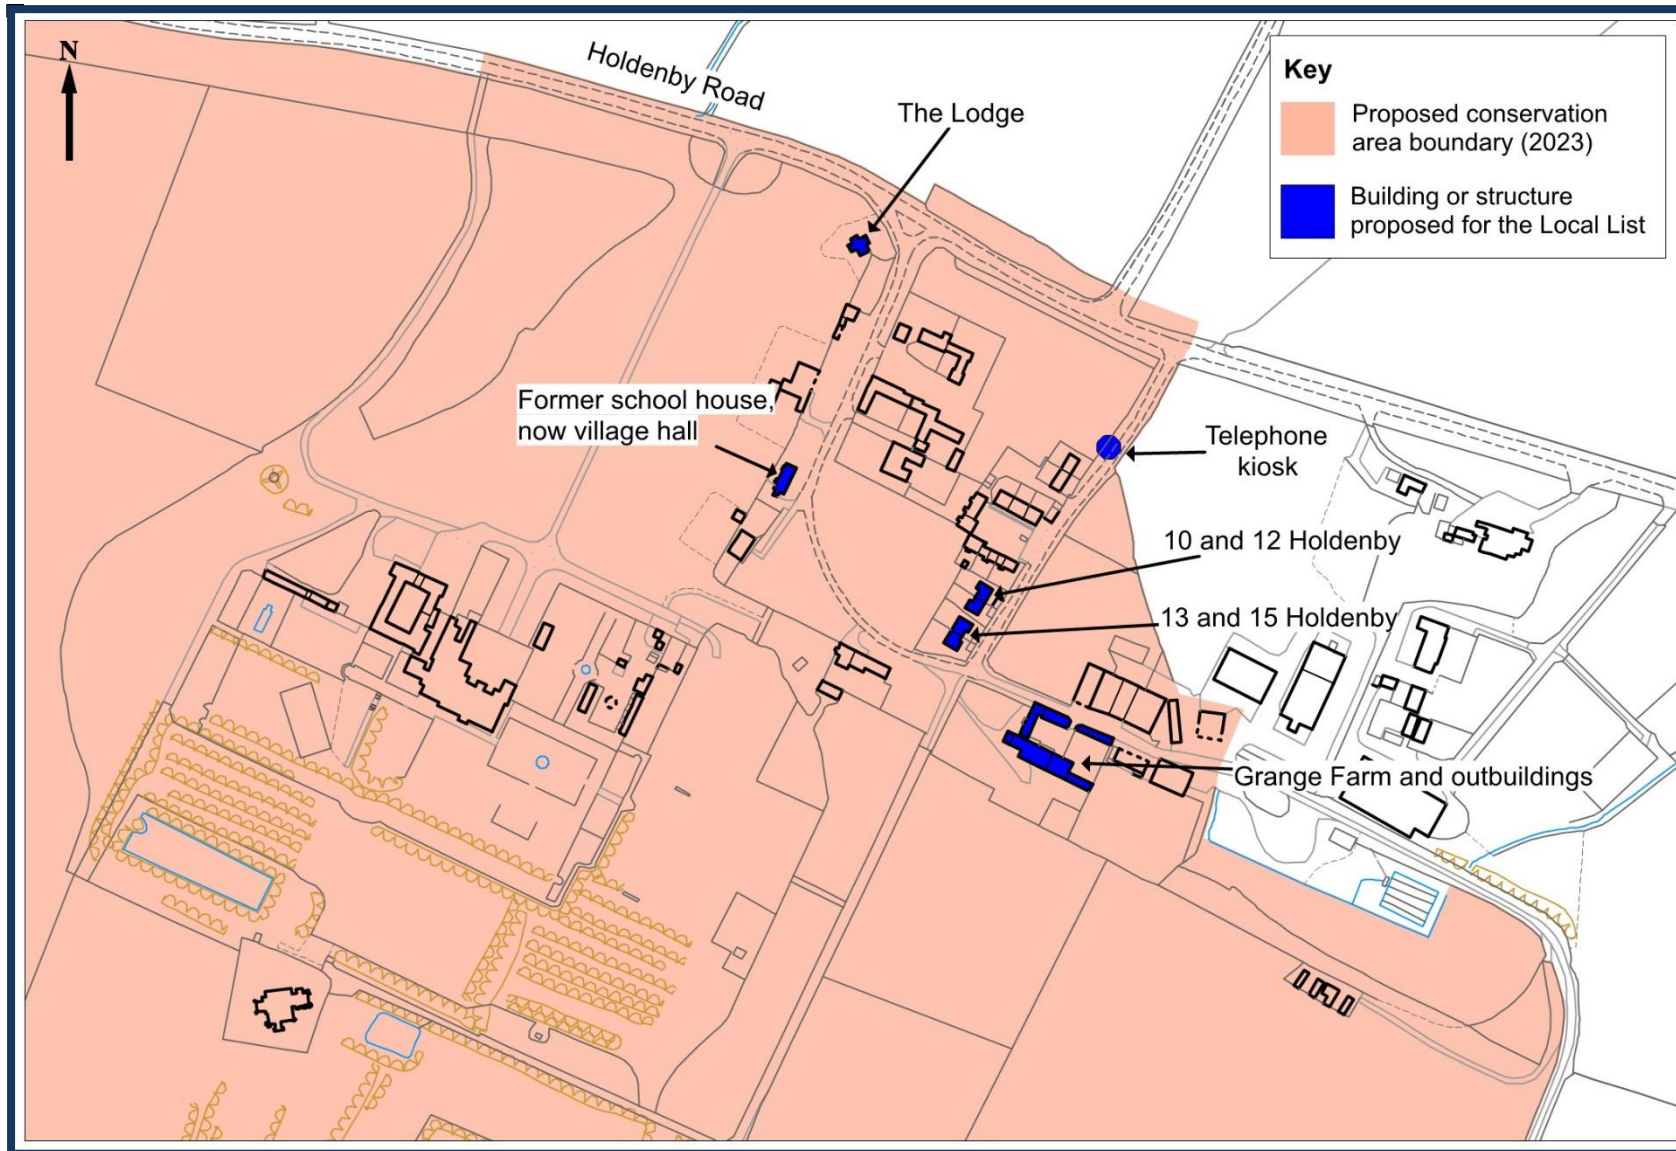 N
Holdenby Road
The Lodge
Key
Proposed conservation
area boundary (2023)
Building or structure
proposed for the Local List
Former school house,
now village hall
Telephone
kiosk
10 and 12 Holdenby
13 and 15 Holdenby
Grange Farm and outbuildings